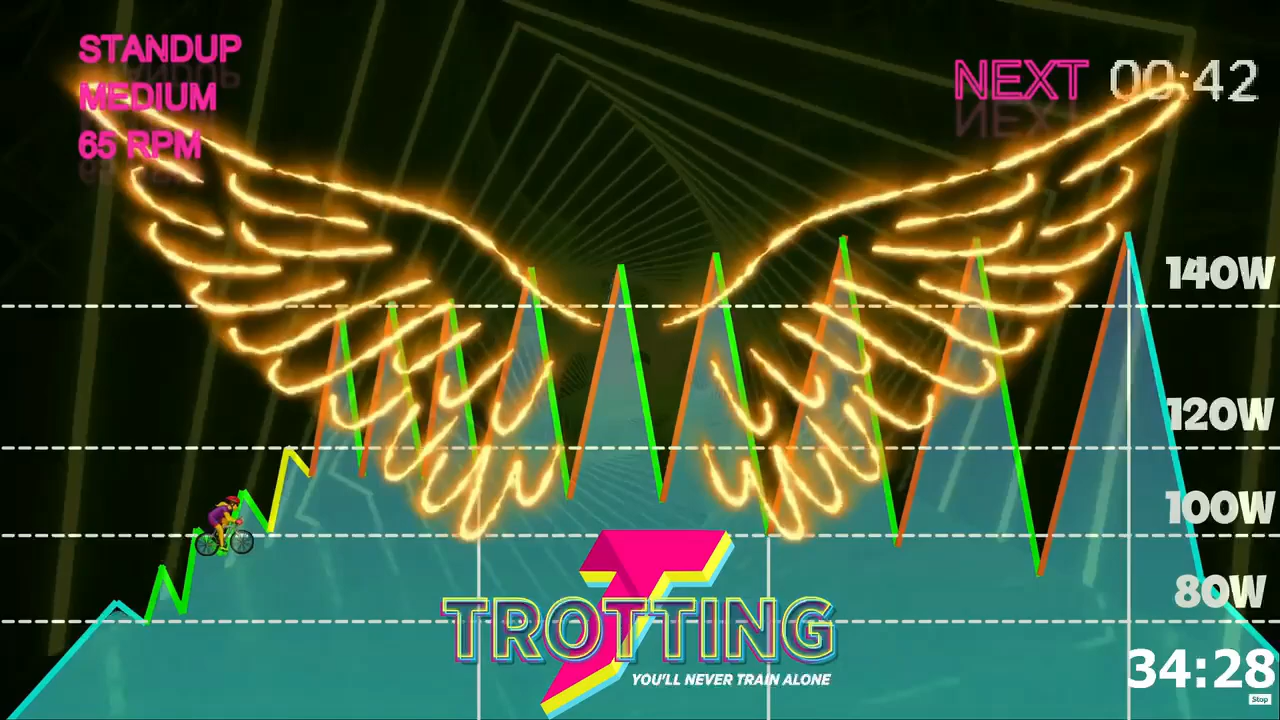 STANDUP
MEDIUM
65 RPM
NEXT 00:42
140W
120W
100W
80W
TROTTING
YOU'LL NEVER TRAIN ALONE
34:28
Stop